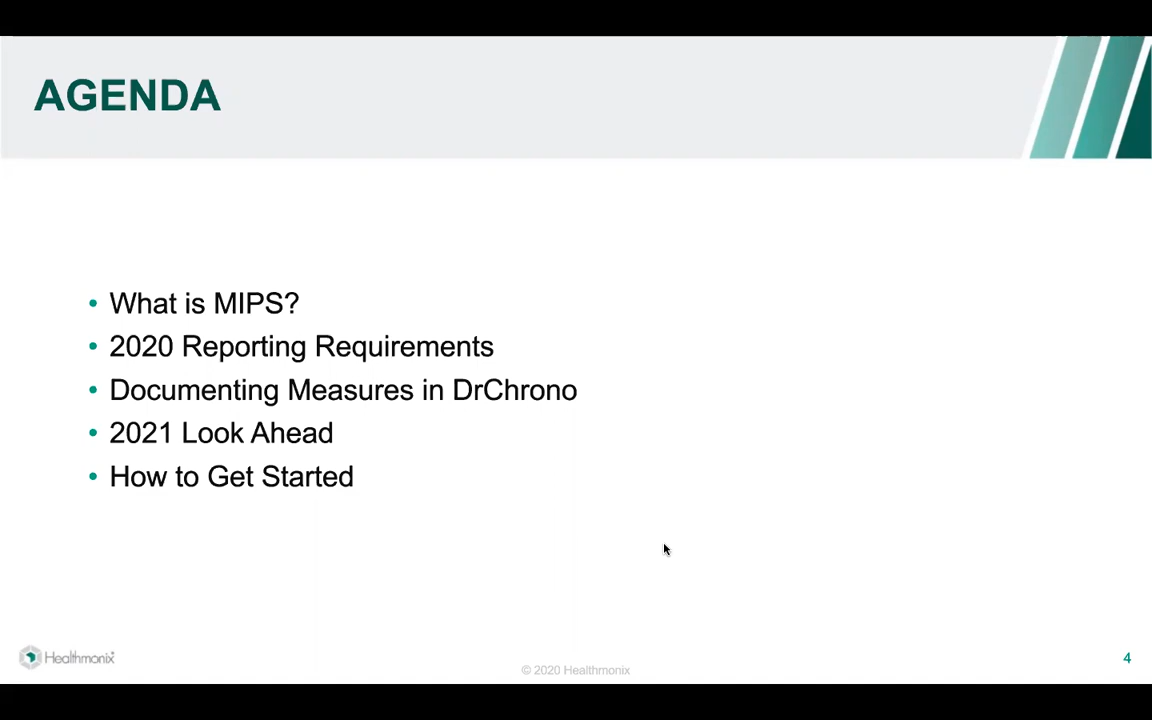 AGENDA
• What is MIPS?
• 2020 Reporting Requirements
• Documenting Measures in DrChrono
• 2021 Look Ahead
• How to Get Started
Healthmonix
© 2020 Healthmonix
4